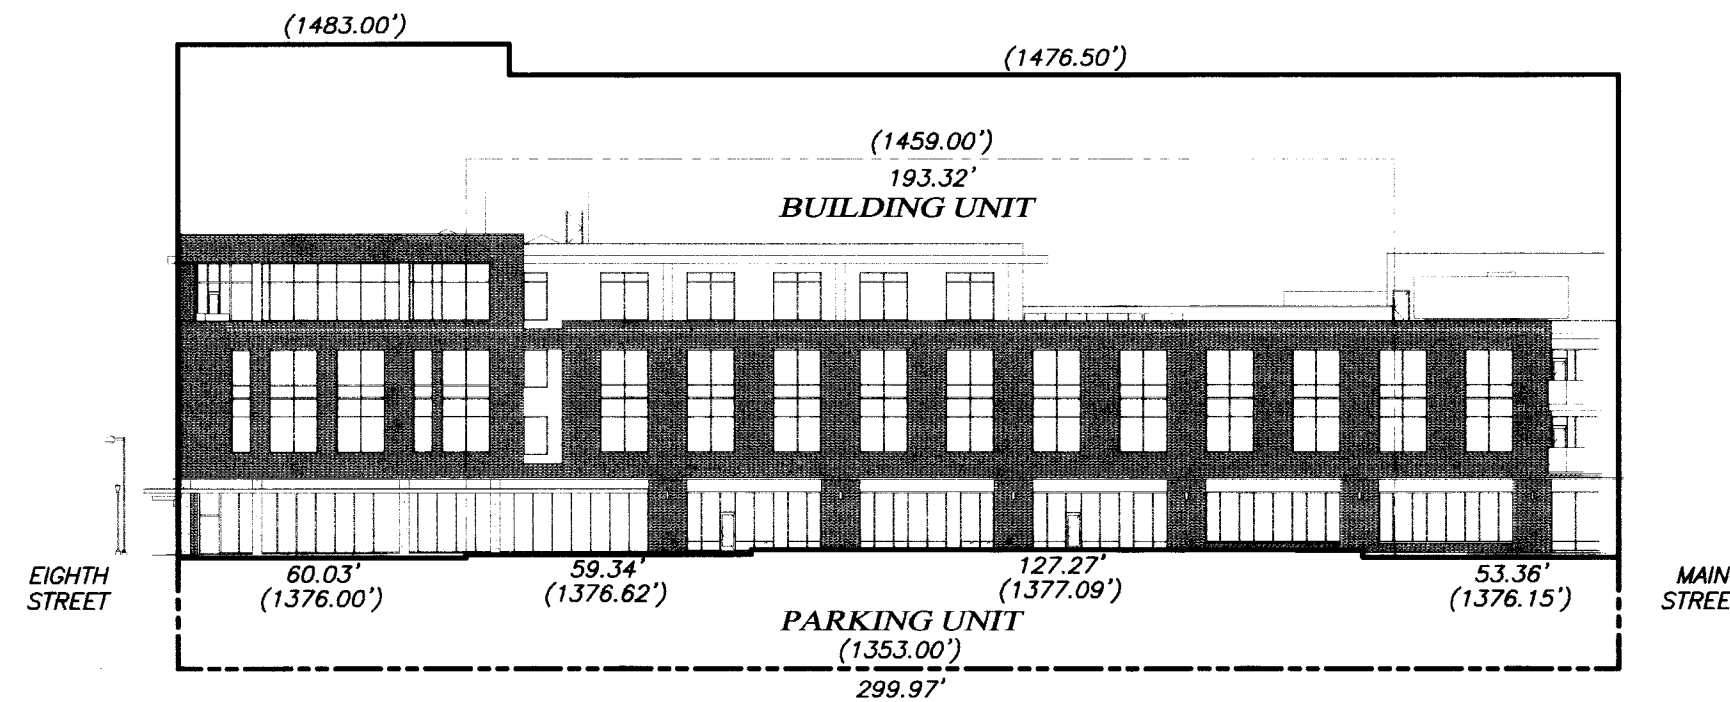 (1483.00')
(1476.50')
(1459.00')
193.32'
BUILDING UNIT
EIGHTH
STREET
60.03'
(1376.00')
59.34'
(1376.62')
127.27'
(1377.09')
53.36'
(1376.15')
MAIN
STREE
PARKING UNIT
(1353.00')
299.97'